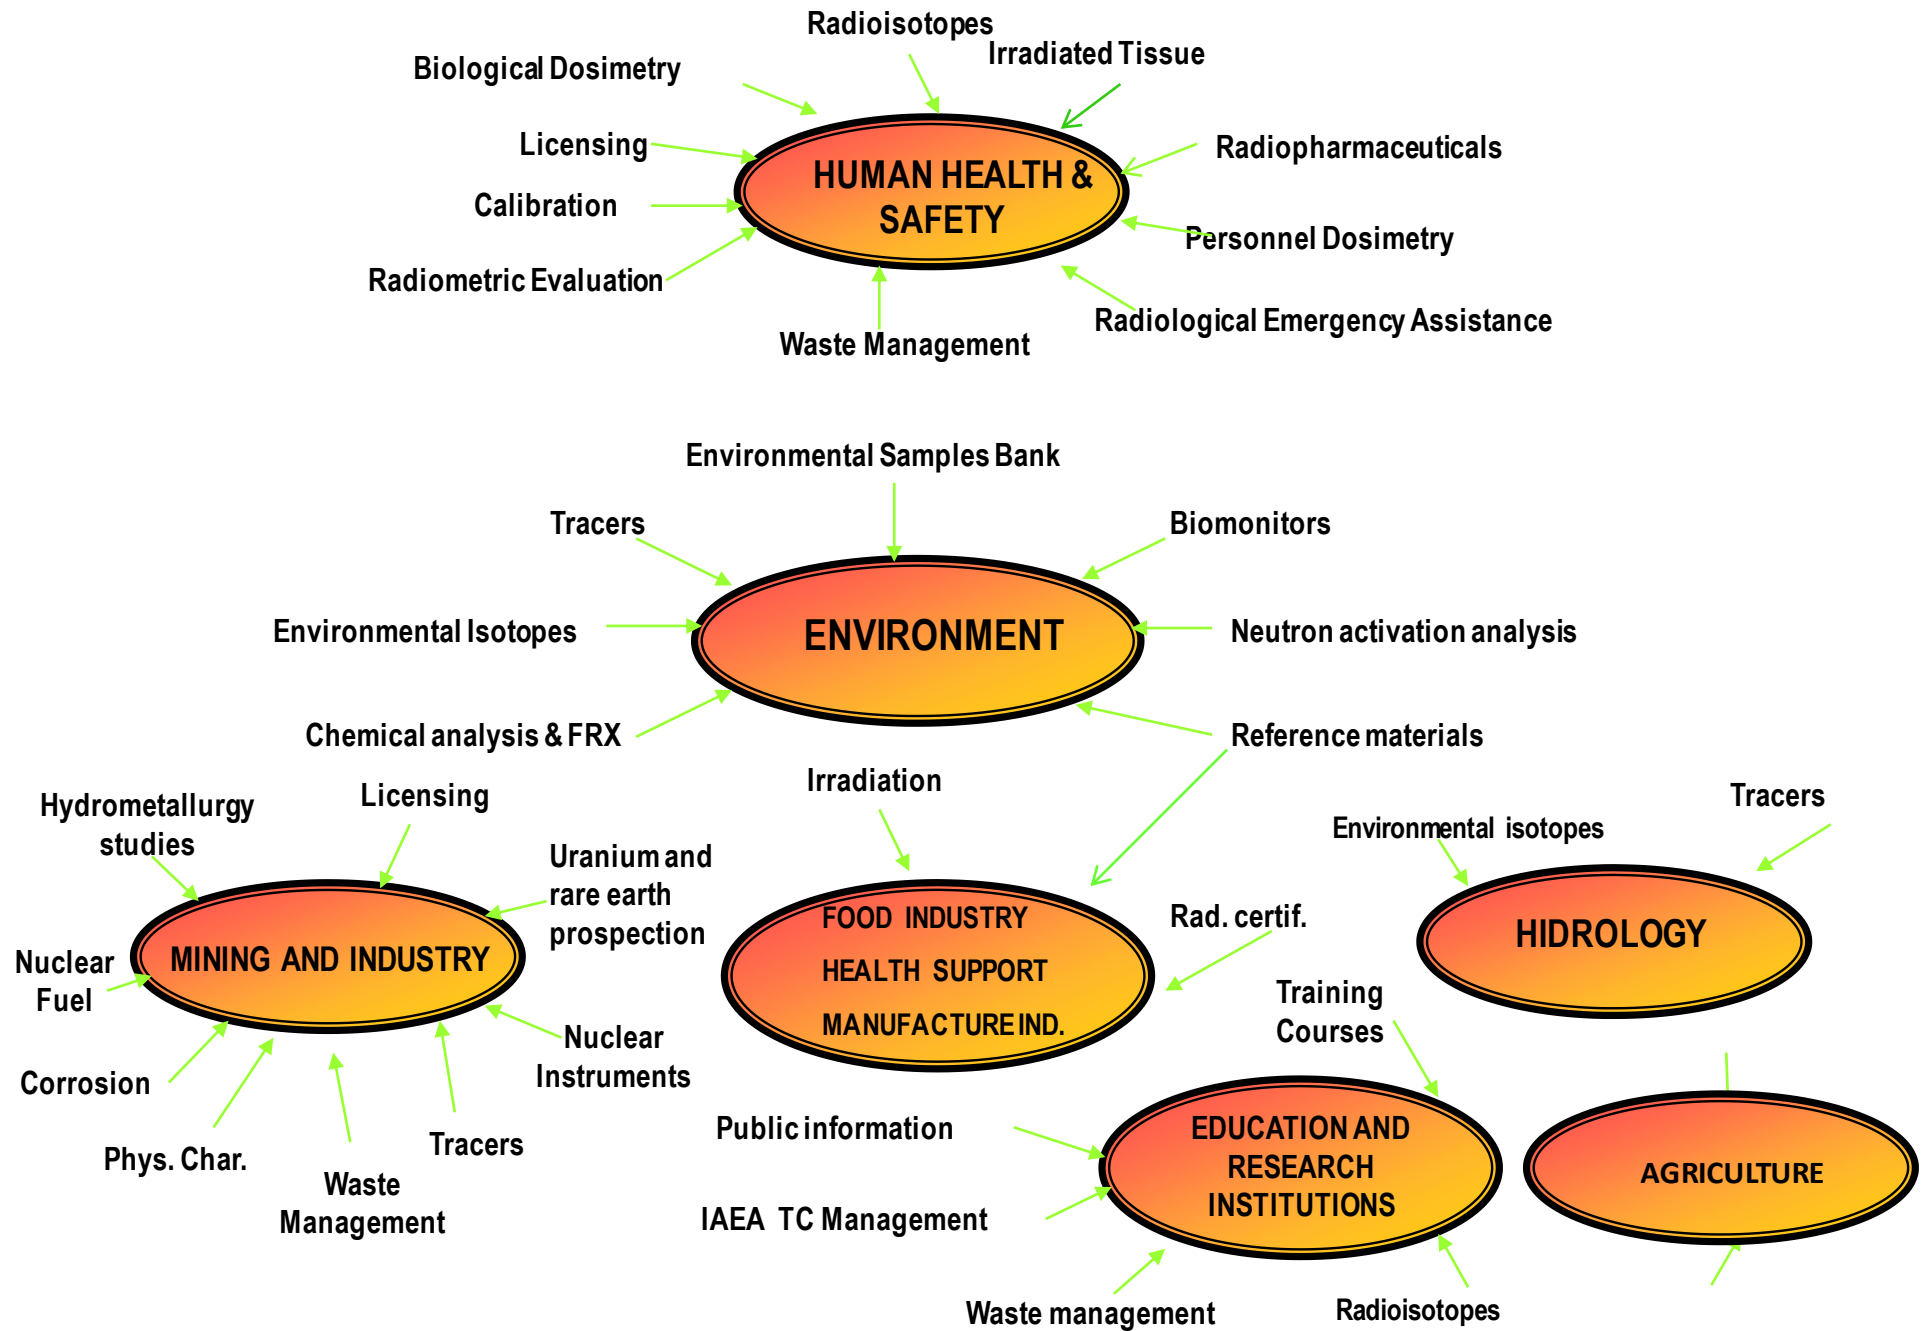 Radioisotopes
Irradiated Tissue
Biological Dosimetry
Licensing
Radiopharmaceuticals
HUMAN HEALTH &
SAFETY
Calibration
Personnel Dosimetry
Radiometric Evaluation
Radiological Emergency Assistance
Waste Management
Environmental Samples Bank
Tracers
Biomonitors
Environmental Isotopes
ENVIRONMENT
Neutron activation analysis
Chemical analysis & FRX
Reference materials
Hydrometallurgy
studies
Licensing
Uranium and
rare earth
prospection
MINING AND INDUSTRY
Nuclear
Fuel
Corrosion
Phys. Char.
Waste
Management
Tracers
Nuclear
Instruments
Irradiation
FOOD INDUSTRY
HEALTH SUPPORT
MANUFACTURE IND.
Rad. certif.
Environmental isotopes
Tracers
HIDROLOGY
Training
Courses
Public information
EDUCATION AND
RESEARCH
INSTITUTIONS
IAEA TC Management
Waste management
Radioisotopes
AGRICULTURE